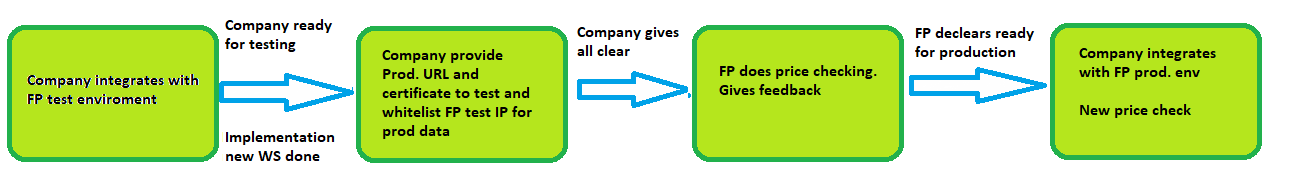 Company integrates with
FP test enviroment
Company ready
for testing
Implementation
new WS done
Company provide
Prod. URL and
certificate to test and
whitelist FP test IP for
prod data
Company gives
all clear
FP does price checking.
Gives feedback
FP declears ready
for production
Company integrates
with FP prod. env
New price check